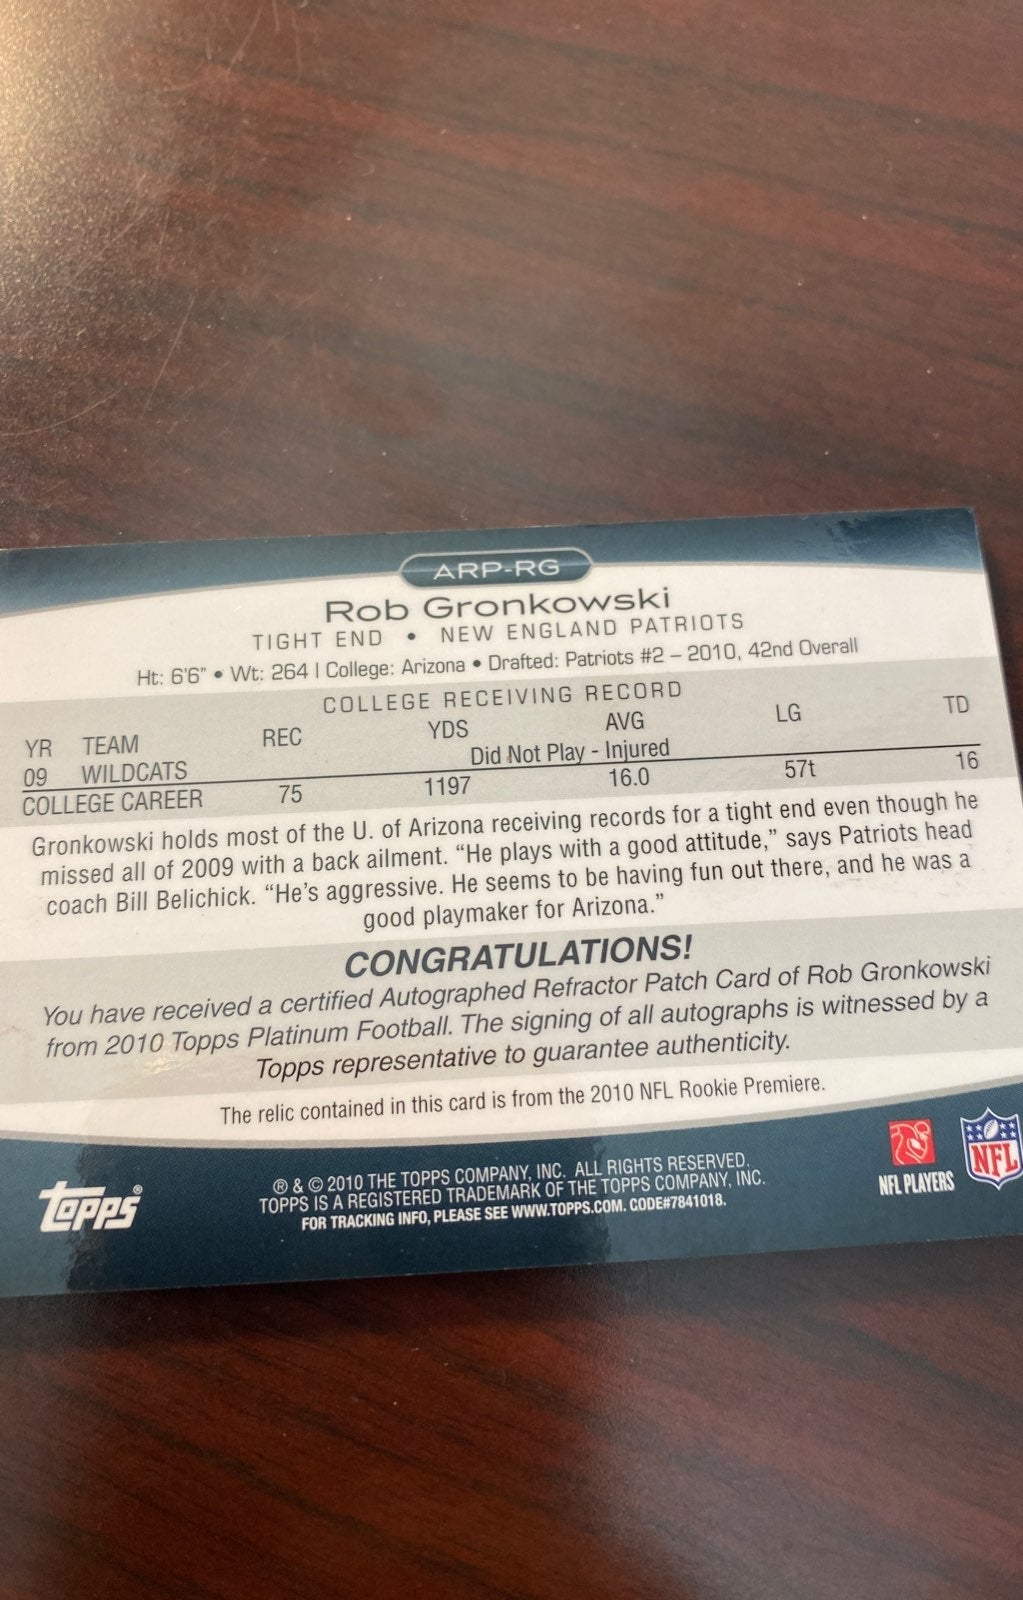 ARP-RG
Rob Gronkowski
TIGHT END • NEW ENGLAND PATRIOTS
Ht: 6'6" • Wt: 264 | College: Arizona • Drafted: Patriots #2 – 2010, 42nd Overall
COLLEGE RECEIVING RECORD
YR TEAM REC YDS AVG LG TD
09 WILDCATS Did Not Play - Injured
COLLEGE CAREER 75 1197 16.0 57t 16
Gronkowski holds most of the U. of Arizona receiving records for a tight end even though he
missed all of 2009 with a back ailment. “He plays with a good attitude,” says Patriots head
coach Bill Belichick. “He’s aggressive. He seems to be having fun out there, and he was a
good playmaker for Arizona.”
CONGRATULATIONS!
You have received a certified Autographed Refractor Patch Card of Rob Gronkowski
from 2010 Topps Platinum Football. The signing of all autographs is witnessed by a
Topps representative to guarantee authenticity.
The relic contained in this card is from the 2010 NFL Rookie Premiere.
topps®
® & © 2010 THE TOPPS COMPANY, INC. ALL RIGHTS RESERVED.
TOPPS IS A REGISTERED TRADEMARK OF THE TOPPS COMPANY, INC.
FOR TRACKING INFO, PLEASE SEE WWW.TOPPS.COM. CODE#7841018.
NFL PLAYERS
NFL